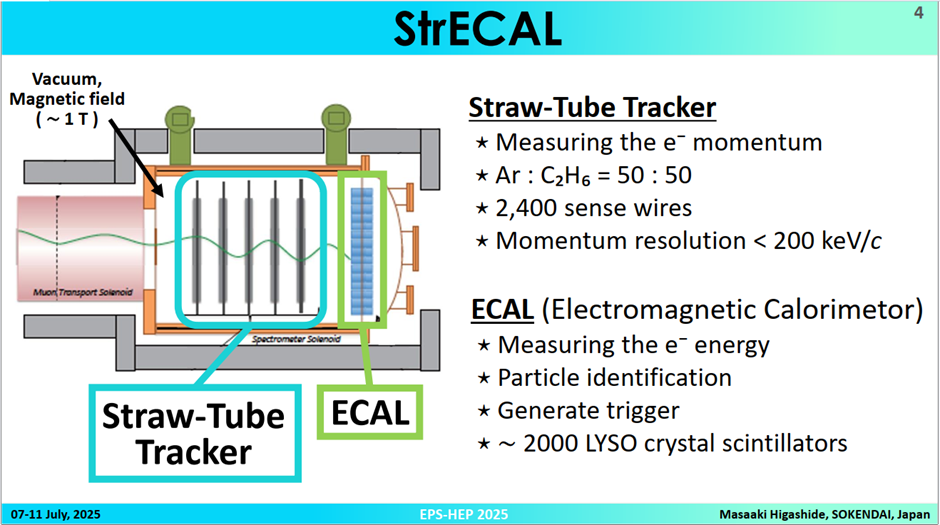 StrECAL
4
Vacuum,
Magnetic field
( ~ 1 T )
Muon Transport Solenoid
Spectrometer Solenoid
Straw-Tube
Tracker
ECAL
Straw-Tube Tracker
★ Measuring the e⁻ momentum
★ Ar : C₂H₆ = 50 : 50
★ 2,400 sense wires
★ Momentum resolution < 200 keV/c
ECAL (Electromagnetic Calorimetor)
★ Measuring the e⁻ energy
★ Particle identification
★ Generate trigger
★ ~ 2000 LYSO crystal scintillators
07-11 July, 2025
EPS-HEP 2025
Masaaki Higashide, SOKENDAI, Japan